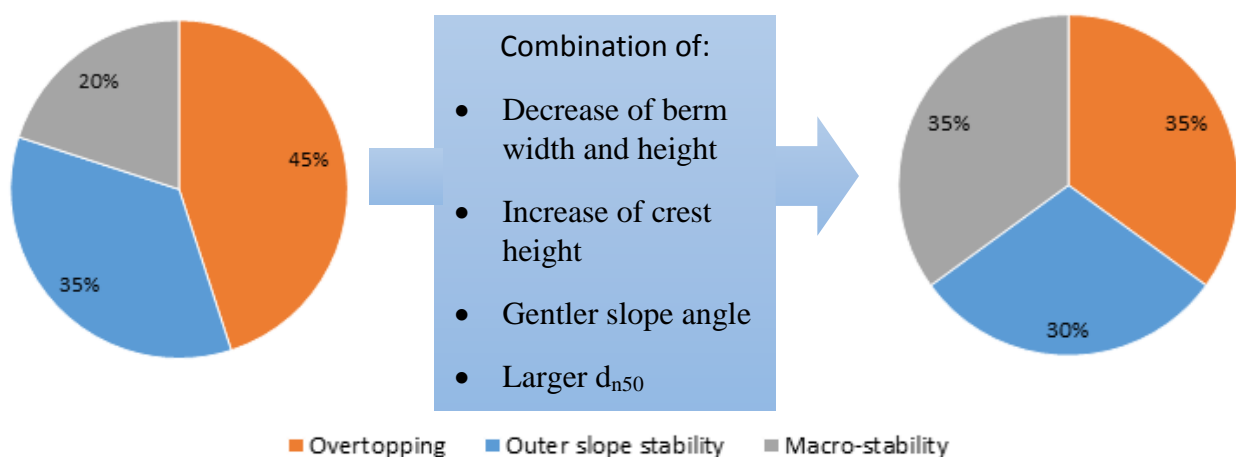 20%
45%
35%
Combination of:
• Decrease of berm
width and height
• Increase of crest
height
• Gentler slope angle
• Larger dn50
35%
35%
30%
Overtopping Outer slope stability Macro-stability